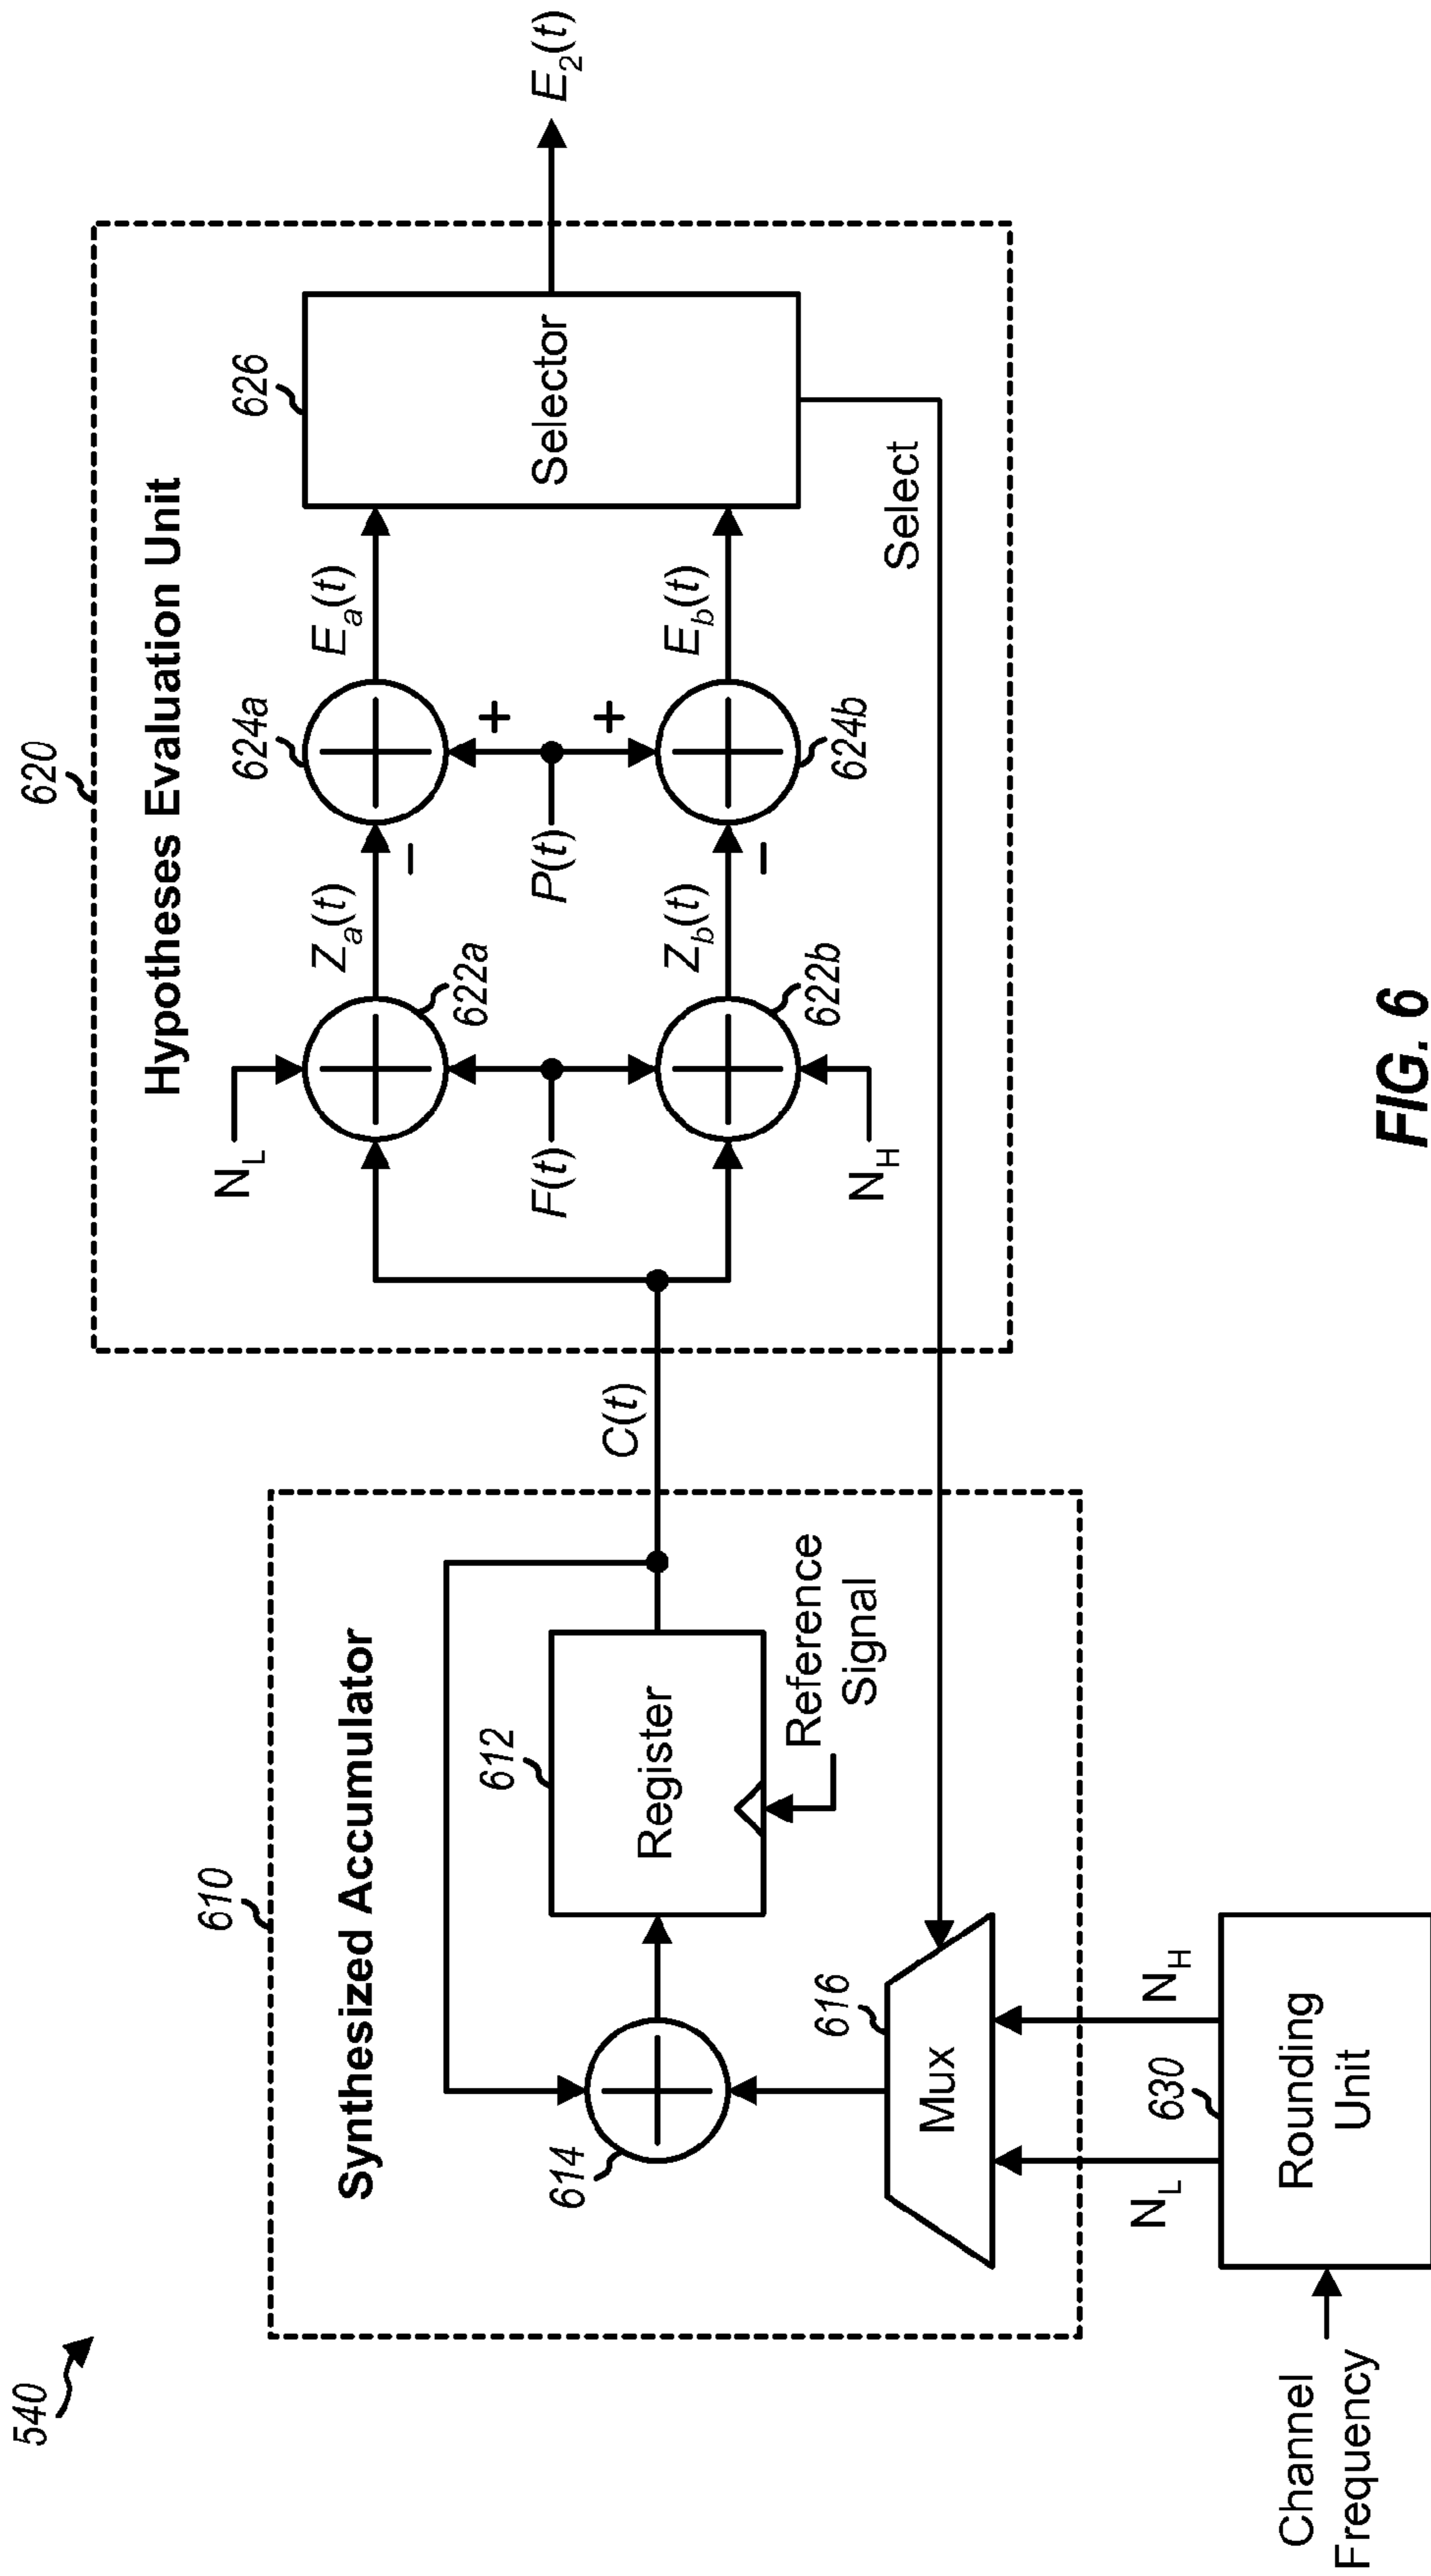 540
610
Synthesized Accumulator
614
612
Register
Reference
Signal
616
Mux
N_L
N_H
630
Rounding
Unit
Channel
Frequency
C(t)
620
Hypotheses Evaluation Unit
N_L
622a
Z_a(t)
−
624a
E_a(t)
626
Selector
E_2(t)
F(t)
P(t)
+
+
N_H
622b
Z_b(t)
−
624b
E_b(t)
Select
FIG. 6